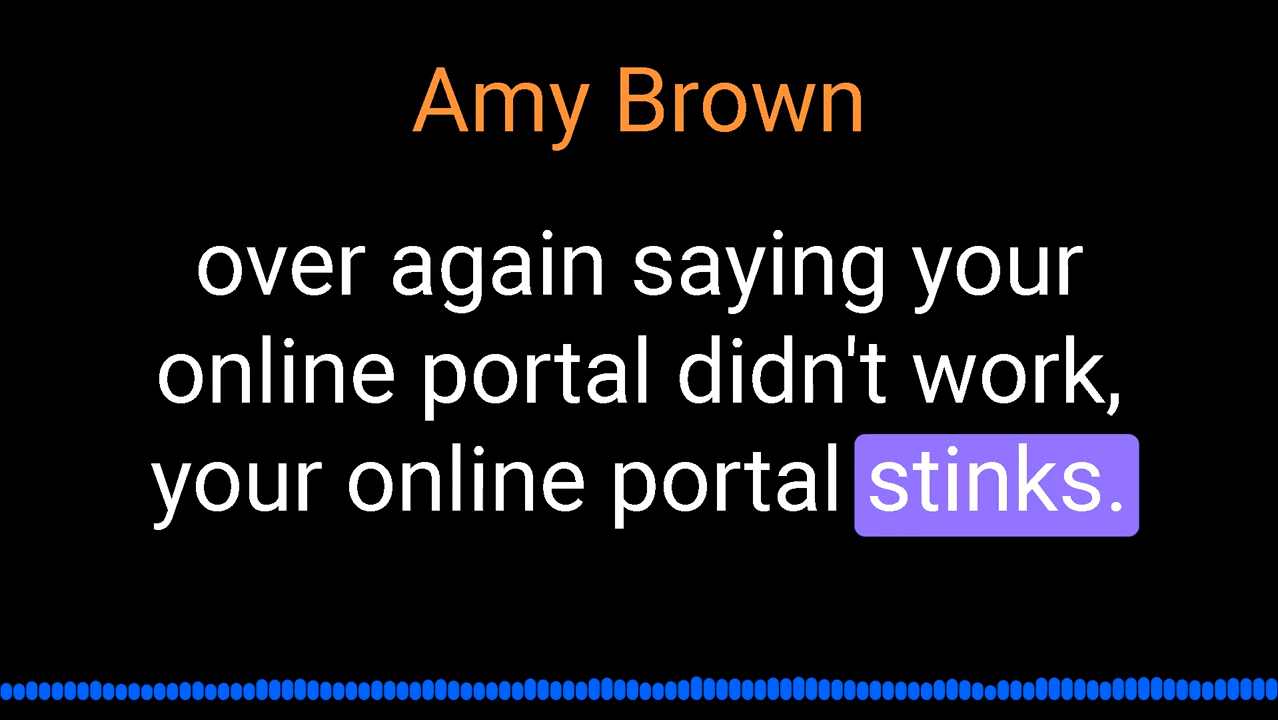 Amy Brown
over again saying your
online portal didn't work,
your online portal stinks.